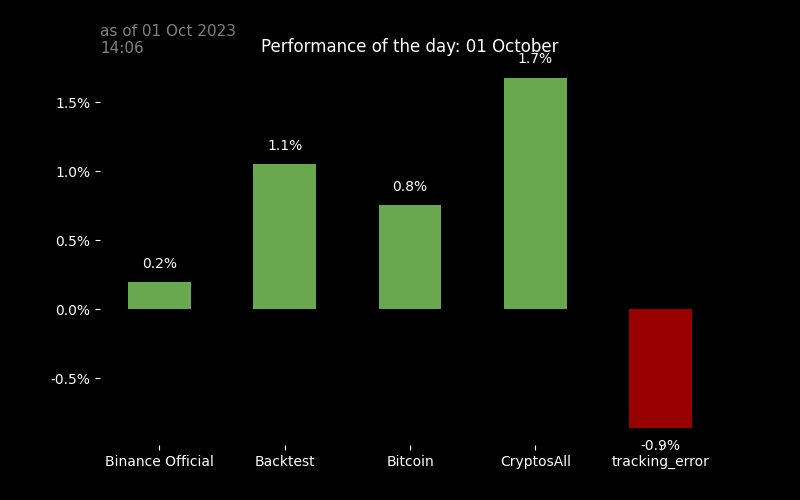 as of 01 Oct 2023
14:06
Performance of the day: 01 October
1.7%
1.5%
1.1%
1.0%
0.8%
0.5%
0.2%
0.0%
-0.5%
-0.9%
Binance Official
Backtest
Bitcoin
CryptosAll
tracking_error